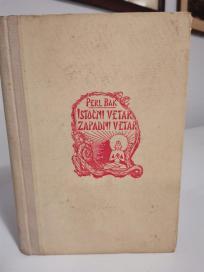 PERL BAK
ISTOČNI VETAR
ZAPADNI VETAR